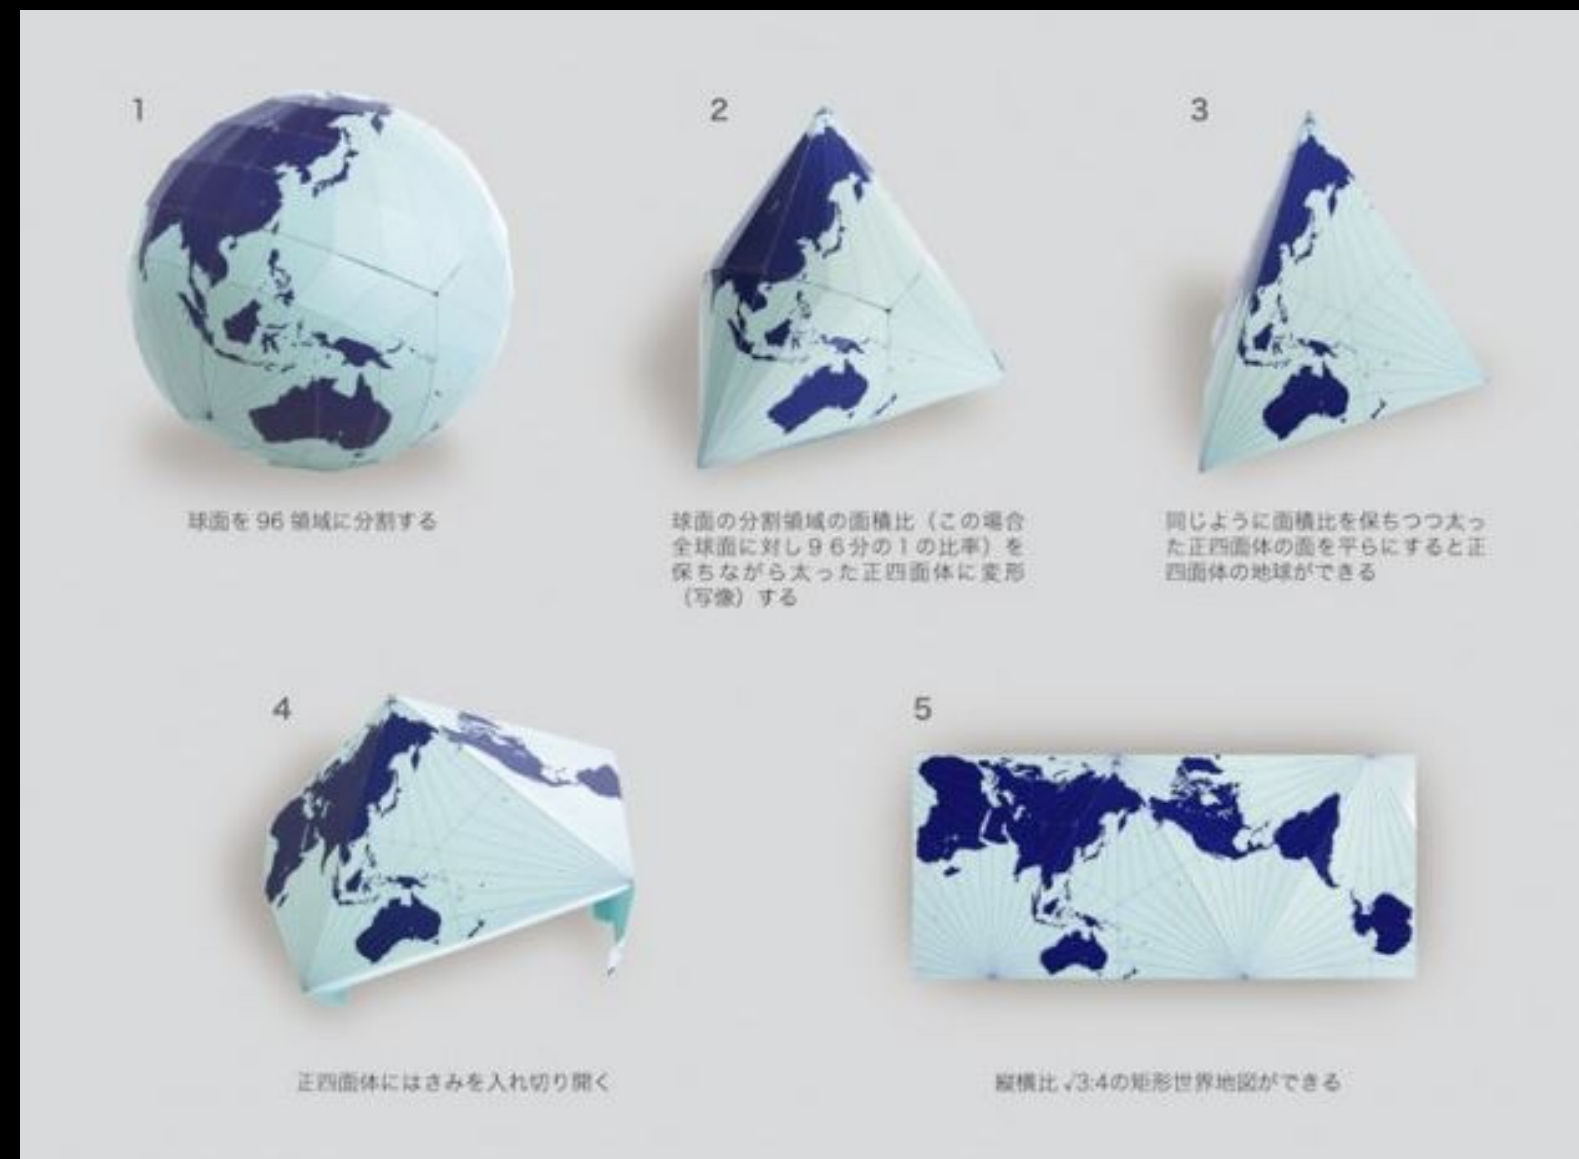 1
球面を 96 領域に分割する
2
球面の分割領域の面積比（この場合
全球面に対し９６分の１の比率）を
保ちながら太った正四面体に変形
（写像）する
3
同じように面積比を保ちつつ太っ
た正四面体の面を平らにすると正
四面体の地球ができる
4
正四面体にはさみを入れ切り開く
5
縦横比 √3:4の矩形世界地図ができる